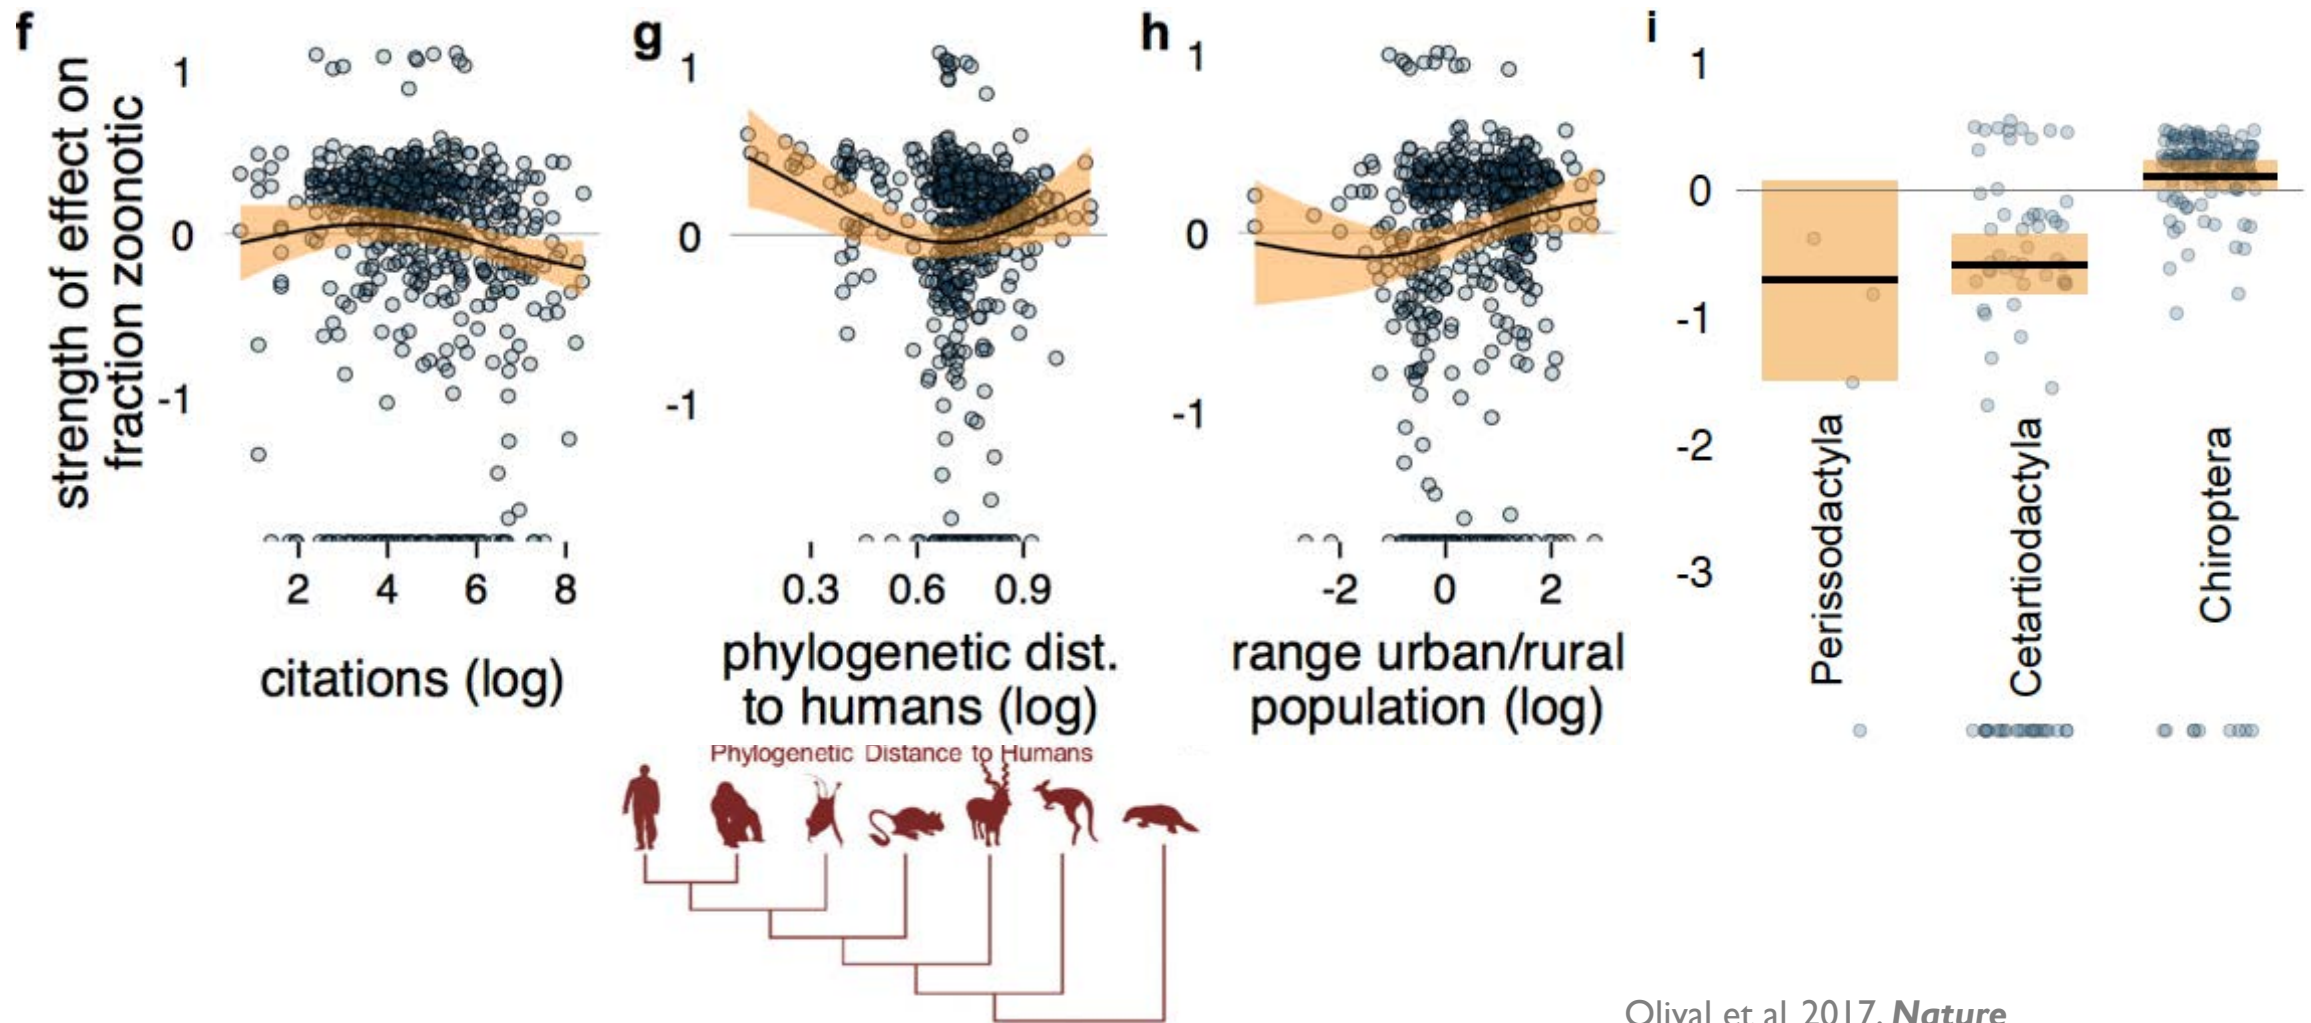 f
strength of effect on
fraction zoonotic
1
0
-1
2 4 6 8
citations (log)
g
1
0
-1
0.3 0.6 0.9
phylogenetic dist.
to humans (log)
h
1
0
-1
-2 0 2
range urban/rural
population (log)
i
1
0
-1
-2
-3
Perissodactyla
Cetartiodactyla
Chiroptera
Phylogenetic Distance to Humans
Olival et al 2017. Nature